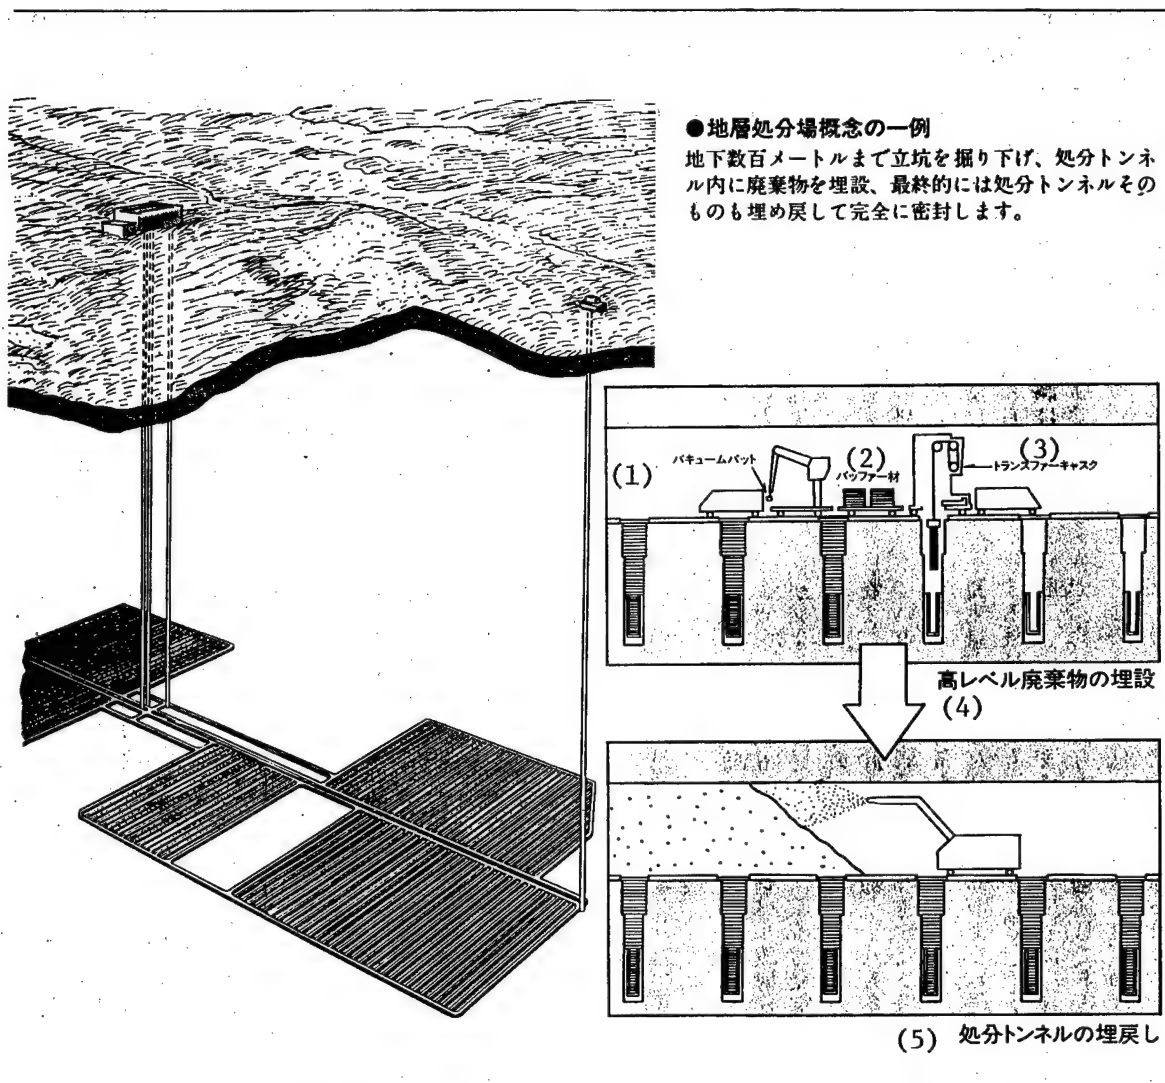 ●地層処分場概念の一例
地下数百メートルまで立坑を掘り下げ、処分トンネ
ル内に廃棄物を埋設、最終的には処分トンネルその
ものも埋め戻して完全に密封します。
(1)
バキュームパット
(2)
バッファー材
(3)
トランスファーキャスク
高レベル廃棄物の埋設
(4)
(5) 処分トンネルの埋戻し